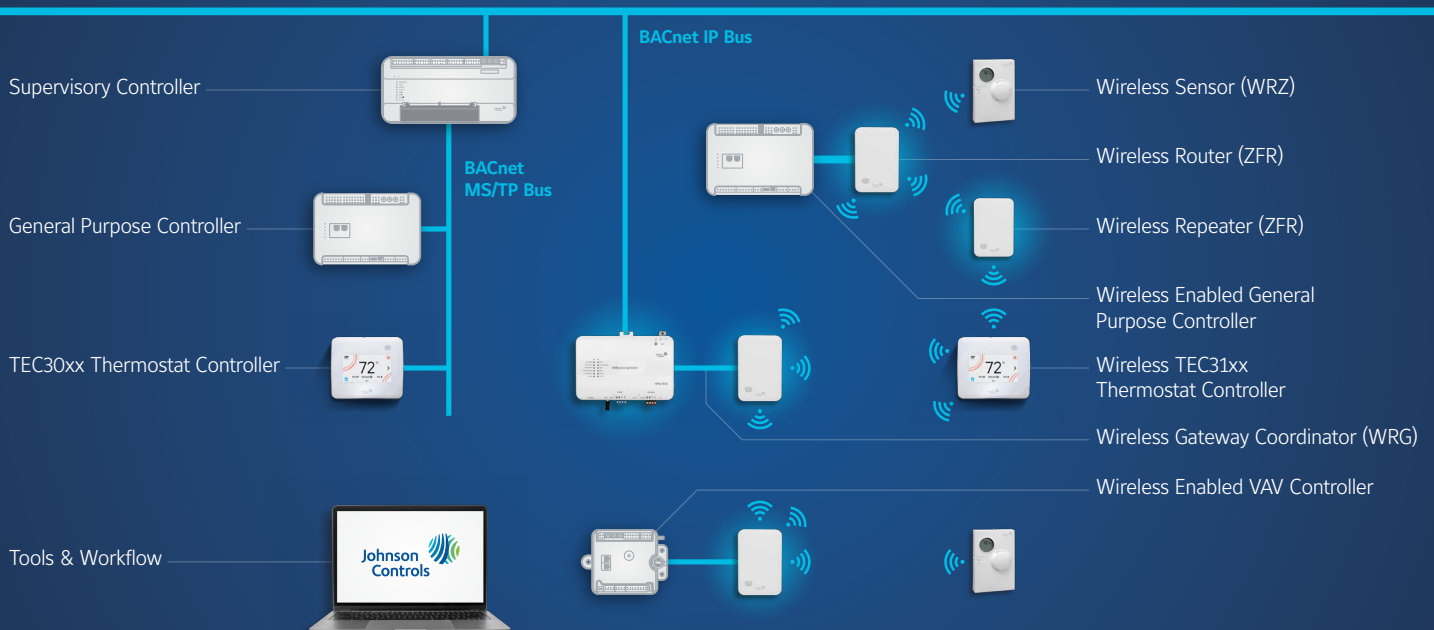 BACnet IP Bus
Supervisory Controller
BACnet
MS/TP Bus
General Purpose Controller
TEC30xx Thermostat Controller
72°
Tools & Workflow
Johnson
Controls
Wireless Sensor (WRZ)
Wireless Router (ZFR)
Wireless Repeater (ZFR)
Wireless Enabled General
Purpose Controller
72°
Wireless TEC31xx
Thermostat Controller
Wireless Gateway Coordinator (WRG)
Wireless Enabled VAV Controller